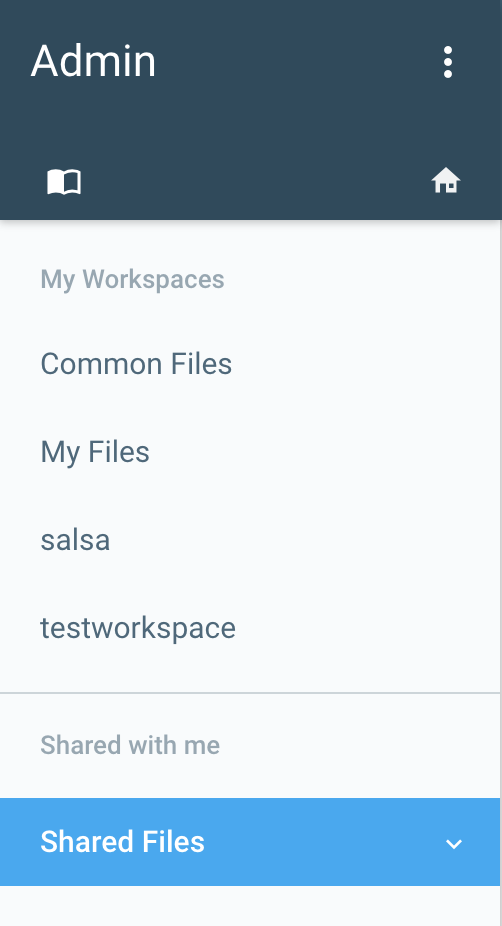 Admin
My Workspaces
Common Files
My Files
salsa
testworkspace
Shared with me
Shared Files